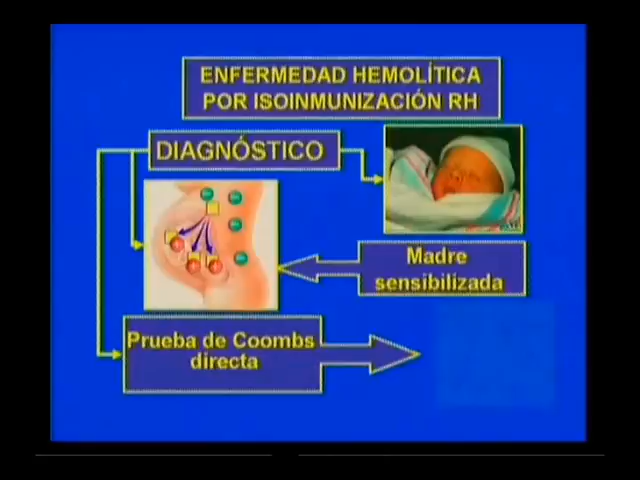 ENFERMEDAD HEMOLÍTICA
POR ISOINMUNIZACIÓN RH
DIAGNÓSTICO
Madre
sensibilizada
Prueba de Coombs
directa